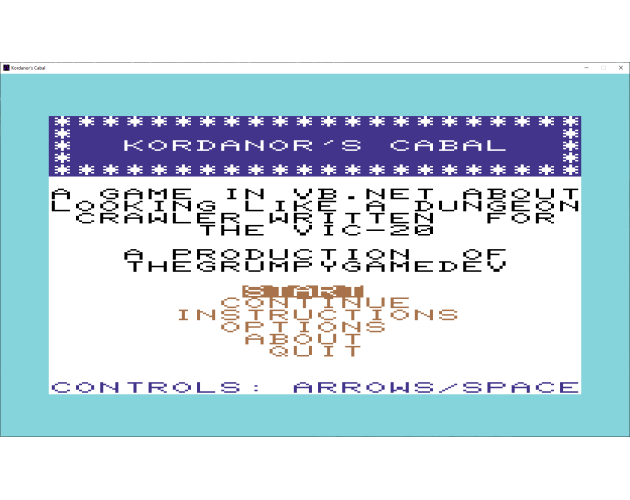 Kordanor's Cabal
KORDANOR'S CABAL
A GAME IN VB.NET ABOUT
LOOKING LIKE A DUNGEON
CRAWLER WRITTEN FOR
THE VIC-20
A PRODUCTION OF
THEGRUMPYGAMEDEV
START
CONTINUE
INSTRUCTIONS
OPTIONS
ABOUT
QUIT
CONTROLS: ARROWS/SPACE